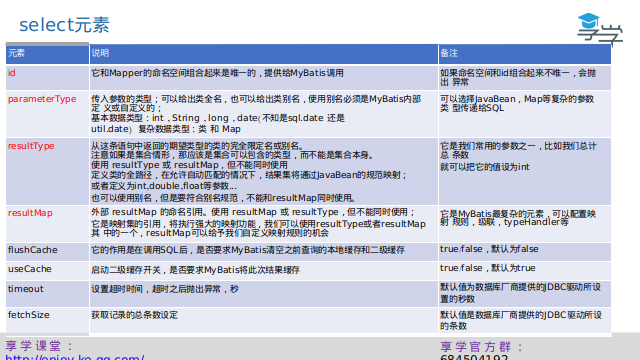 select元素
享学
元素 说明 备注
id 它和Mapper的命名空间组合起来是唯一的，提供给MyBatis调用 如果命名空间和id组合起来不唯一，会抛
出 异常
parameterType 传入参数的类型；可以给出类全名，也可以给出类别名，使用别名必须是MyBatis内部
定 义或自定义的；
基本数据类型：int，String，long，date(不知是sql.date 还是
util.date) 复杂数据类型：类 和 Map
可以选择JavaBean，Map等复杂的参数
类 型传递给SQL
resultType 从这条语句中返回的期望类型的类的完全限定名或别名。
注意如果是集合情形，那应该是集合可以包含的类型，而不能是集合本身。
使用 resultType 或 resultMap，但不能同时使用
定义类的全路径，在允许自动匹配的情况下，结果集将通过JavaBean的规范映射；
或者定义为int,double,float等参数...
也可以使用别名，但是要符合别名规范，不能和resultMap同时使用。
它是我们常用的参数之一，比如我们总计
总 条数
就可以把它的值设为int
resultMap 外部 resultMap 的命名引用。使用 resultMap 或 resultType，但不能同时使用；
它是映射集的引用，将执行强大的映射功能，我们可以使用resultType或者resultMap
其 中的一个，resultMap可以给予我们自定义映射规则的机会
它是MyBatis最复杂的元素，可以配置映
射 规则，级联，typeHandler等
flushCache 它的作用是在调用SQL后，是否要求MyBatis清空之前查询的本地缓存和二级缓存 true/false，默认为false
useCache 启动二级缓存开关，是否要求MyBatis将此次结果缓存 true/false，默认为true
timeout 设置超时时间，超时之后抛出异常，秒 默认值为数据库厂商提供的JDBC驱动所设
置的秒数
fetchSize 获取记录的总条数设定 默认值是数据库厂商提供的JDBC驱动所设
的条数
享学课堂：
http://enjoy.ke.qq.com/
享学官方群：
684504192